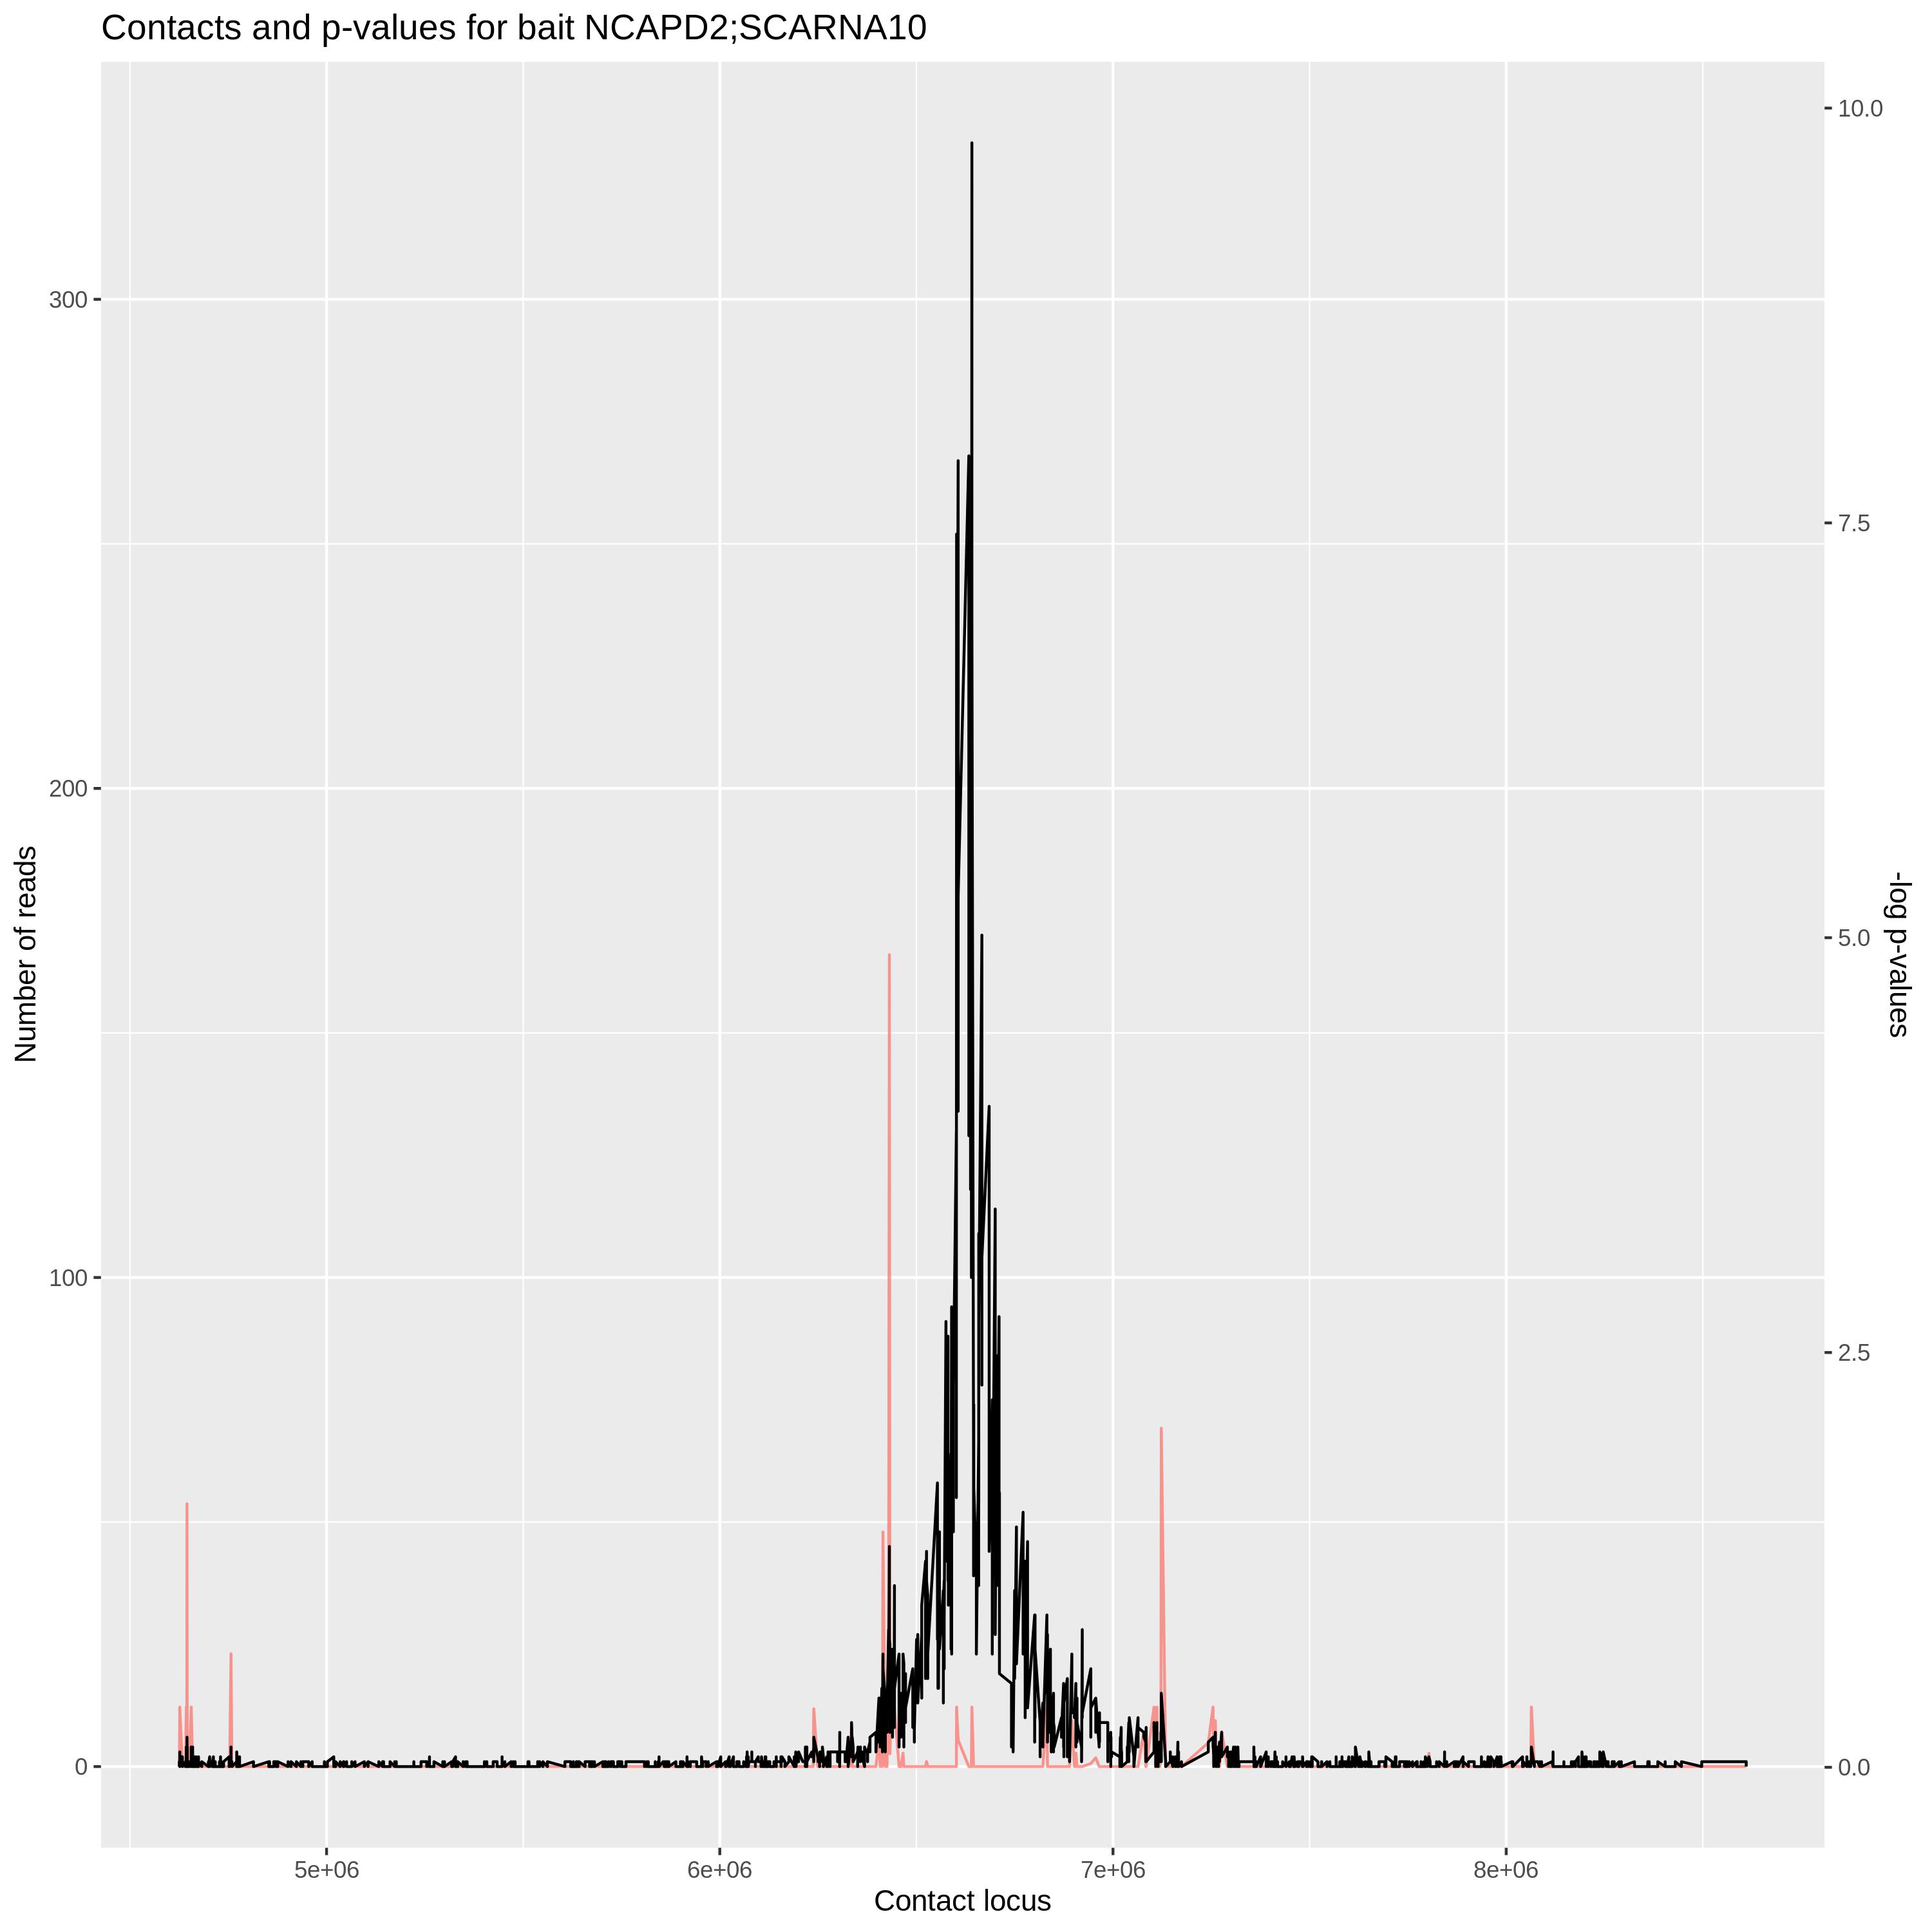 Contacts and p-values for bait NCAPD2;SCARNA10
10.0
300
7.5
200
Number of reads
-log p-values
5.0
100
2.5
0
0.0
5e+06
6e+06
7e+06
8e+06
Contact locus